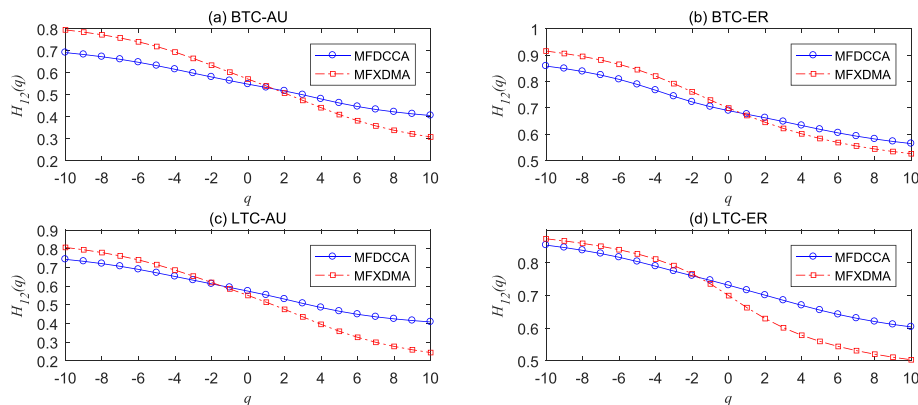 (a) BTC-AU
0.8
0.7
0.6
0.5
0.4
0.3
0.2
H12(q)
MFDCCA
MFXDMA
-10 -8 -6 -4 -2 0 2 4 6 8 10
q
(b) BTC-ER
1
0.9
0.8
0.7
0.6
0.5
H12(q)
MFDCCA
MFXDMA
-10 -8 -6 -4 -2 0 2 4 6 8 10
q
(c) LTC-AU
0.9
0.8
0.7
0.6
0.5
0.4
0.3
0.2
H12(q)
MFDCCA
MFXDMA
-10 -8 -6 -4 -2 0 2 4 6 8 10
q
(d) LTC-ER
0.8
0.7
0.6
0.5
H12(q)
MFDCCA
MFXDMA
-10 -8 -6 -4 -2 0 2 4 6 8 10
q